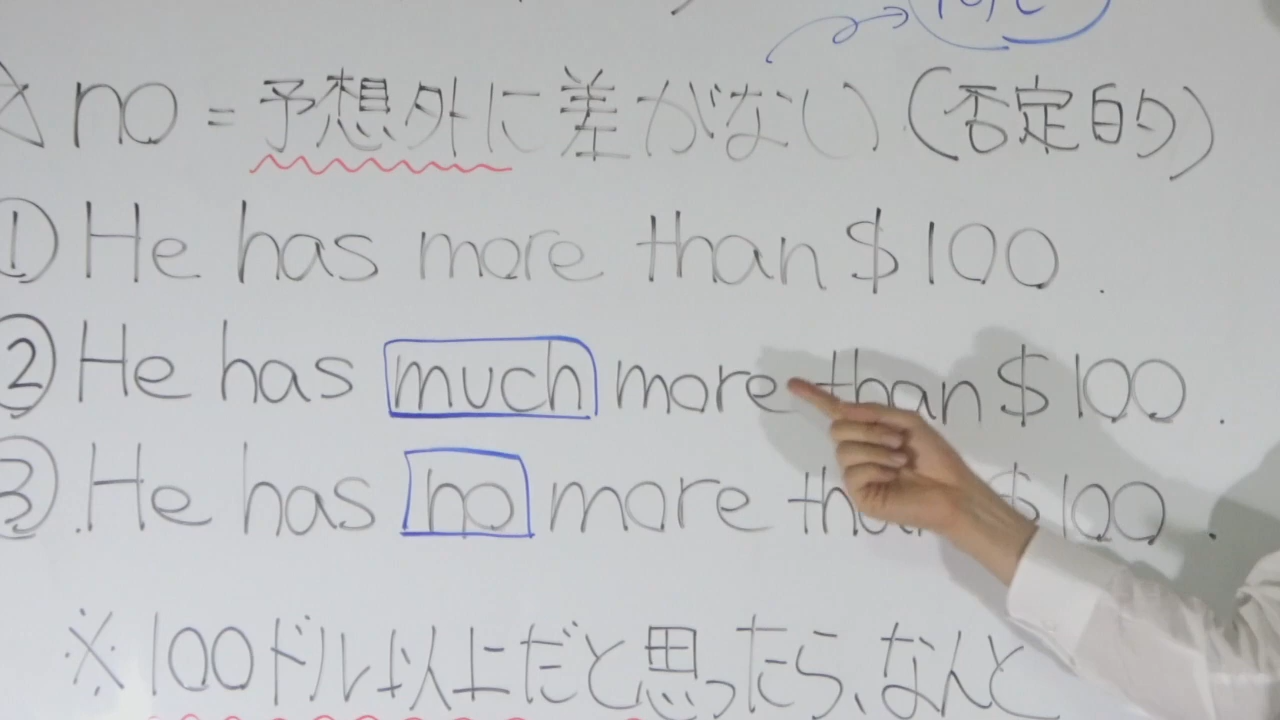 ☆ no = 予想外に差がない (否定的)
① He has more than $100.
② He has much more than $100.
③ He has no more than $100.
※100ドル以上だと思ったら、なんと